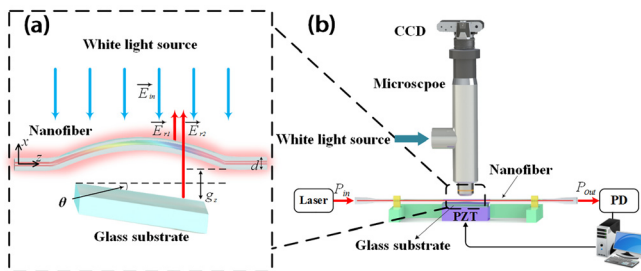 (a)
White light source
E_in
Nanofiber
E_r1
E_r2
x
z
d
θ
g_z
Glass substrate
(b)
CCD
Microscpoe
White light source
Nanofiber
P_in
P_Out
Laser
PD
PZT
Glass substrate